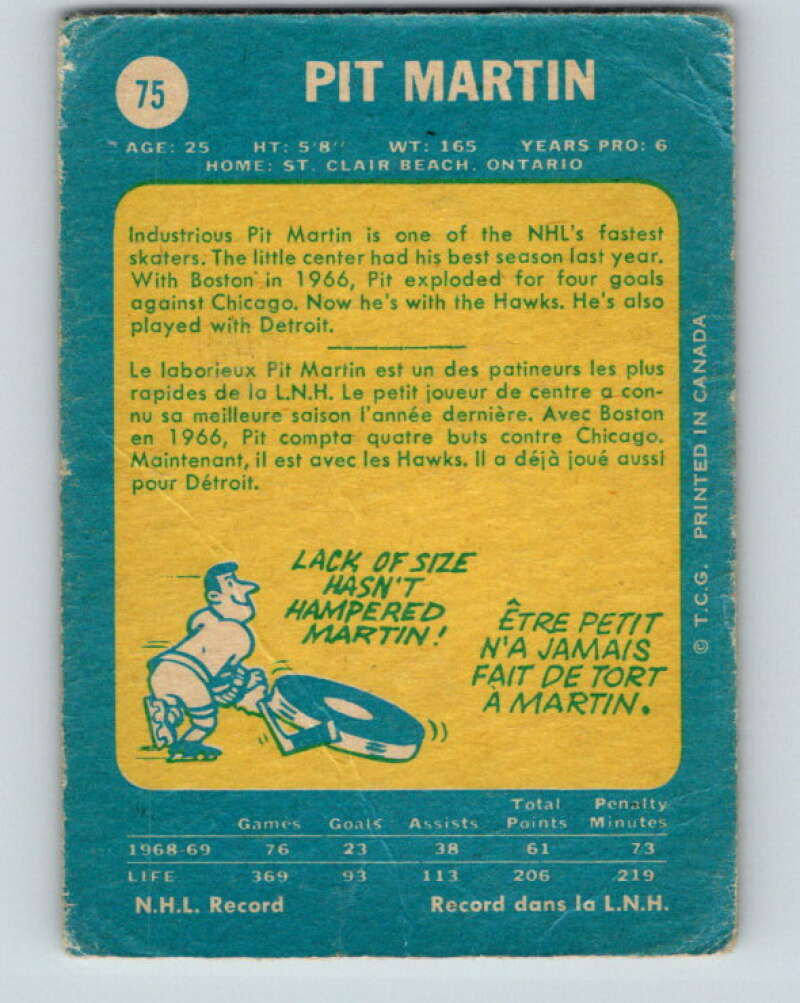 75
PIT MARTIN
AGE: 25 HT: 5'8" WT: 165 YEARS PRO: 6
HOME: ST. CLAIR BEACH, ONTARIO
Industrious Pit Martin is one of the NHL's fastest
skaters. The little center had his best season last year.
With Boston in 1966, Pit exploded for four goals
against Chicago. Now he's with the Hawks. He's also
played with Detroit.
Le laborieux Pit Martin est un des patineurs les plus
rapides de la L.N.H. Le petit joueur de centre a con-
nu sa meilleure saison l'année dernière. Avec Boston
en 1966, Pit compta quatre buts contre Chicago.
Maintenant, il est avec les Hawks. Il a déjà joué aussi
pour Détroit.
LACK OF SIZE
HASN'T
HAMPERED
MARTIN!
ÊTRE PETIT
N'A JAMAIS
FAIT DE TORT
À MARTIN.
© T.C.G. PRINTED IN CANADA
Total Penalty
Games Goals Assists Points Minutes
1968-69 76 23 38 61 73
LIFE 369 93 113 206 219
N.H.L. Record Record dans la L.N.H.